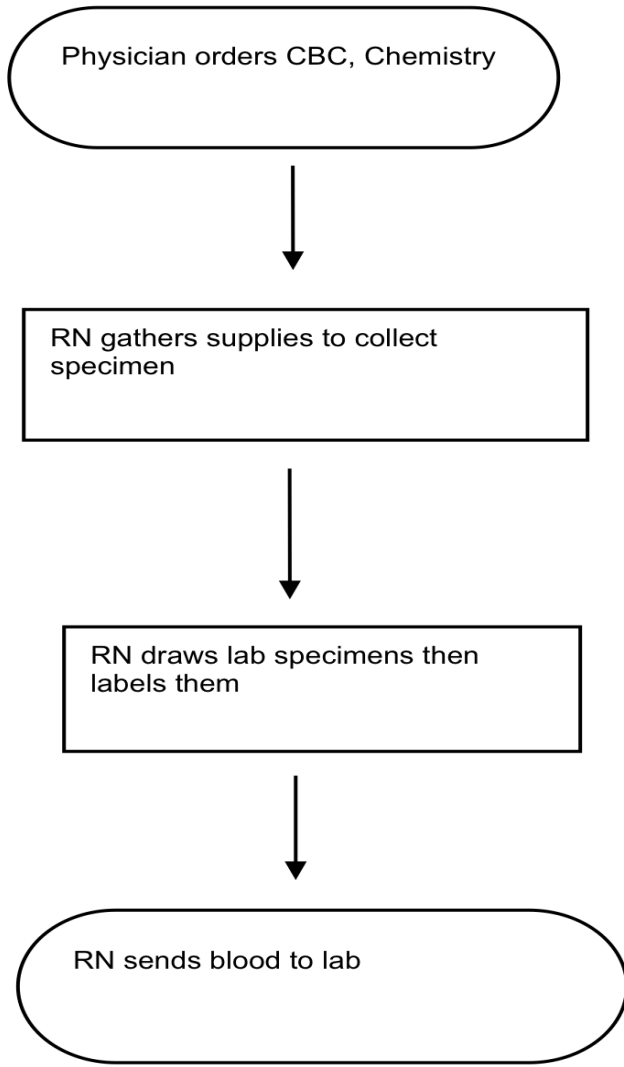 Physician orders CBC, Chemistry
RN gathers supplies to collect
specimen
RN draws lab specimens then
labels them
RN sends blood to lab